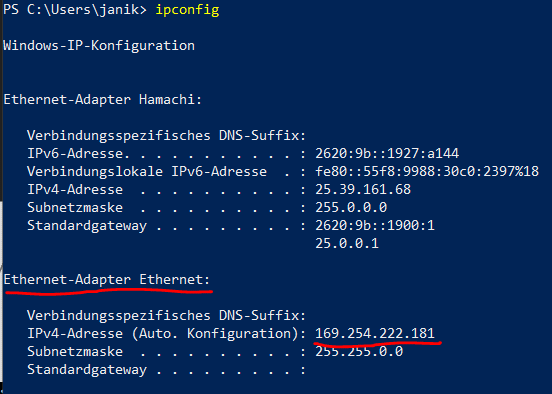 PS C:\Users\janik> ipconfig
Windows-IP-Konfiguration
Ethernet-Adapter Hamachi:
Verbindungsspezifisches DNS-Suffix:
IPv6-Adresse. . . . . . . . . . . : 2620:9b::1927:a144
Verbindungslokale IPv6-Adresse  . : fe80::55f8:9988:30c0:2397%18
IPv4-Adresse  . . . . . . . . . . : 25.39.161.68
Subnetzmaske  . . . . . . . . . . : 255.0.0.0
Standardgateway . . . . . . . . . : 2620:9b::1900:1
25.0.0.1
Ethernet-Adapter Ethernet:
Verbindungsspezifisches DNS-Suffix:
IPv4-Adresse (Auto. Konfiguration): 169.254.222.181
Subnetzmaske  . . . . . . . . . . : 255.255.0.0
Standardgateway . . . . . . . . . :